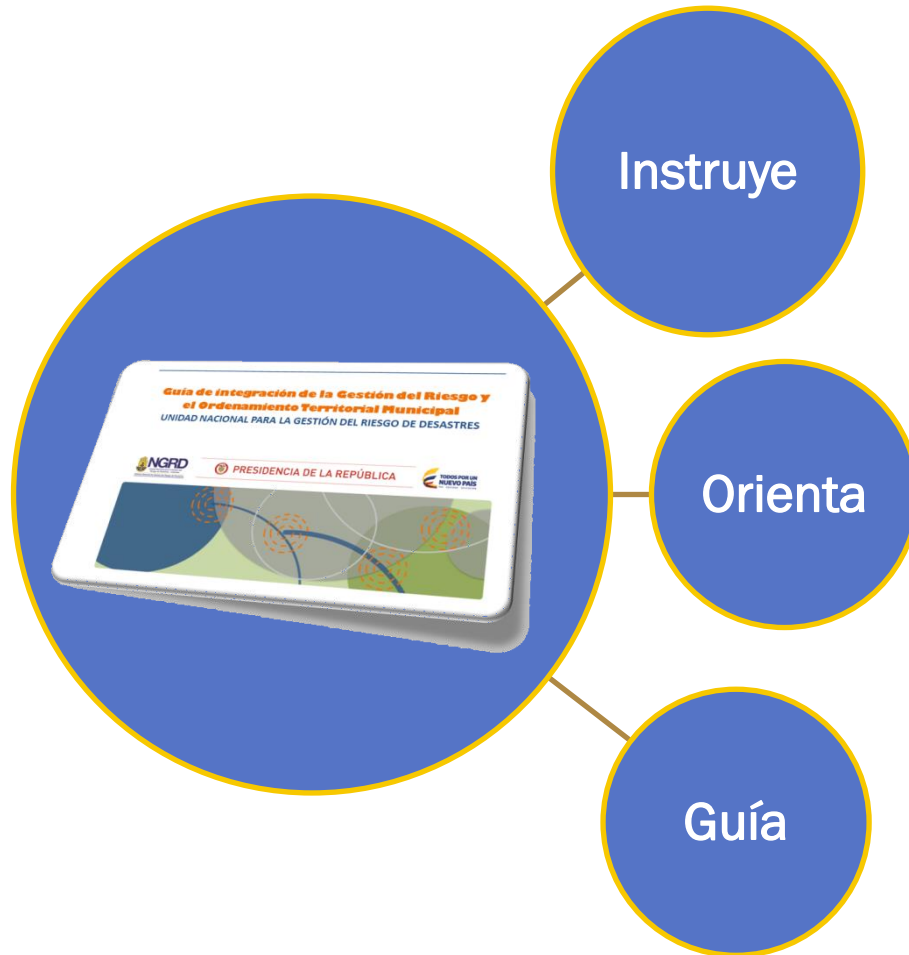 Instruye
Guía de integración de la Gestión del Riesgo y
el Ordenamiento Territorial Municipal
UNIDAD NACIONAL PARA LA GESTIÓN DEL RIESGO DE DESASTRES
NGRD
PRESIDENCIA DE LA REPÚBLICA
TODOS POR UN
NUEVO PAÍS
Orienta
Guía